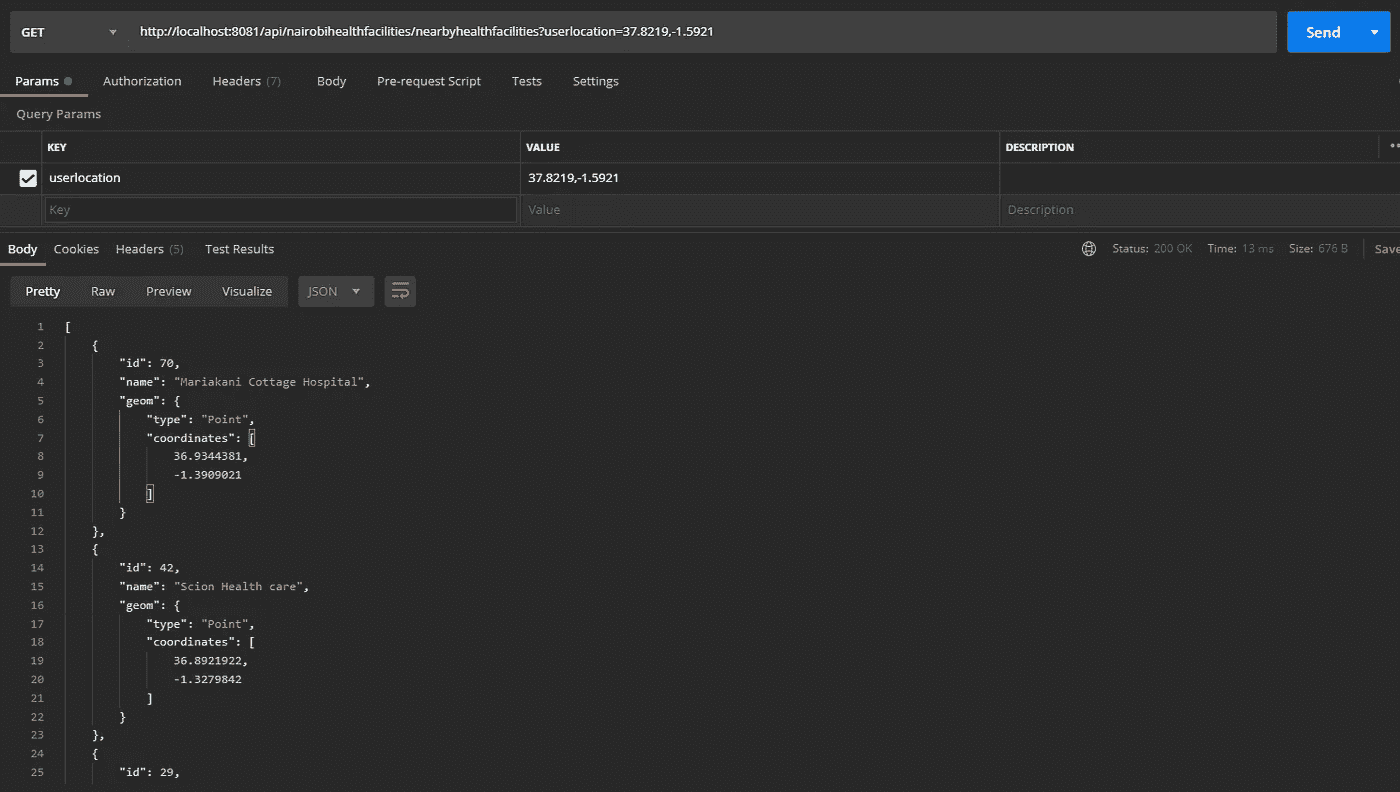 GET http://localhost:8081/api/nairobihealthfacilities/nearbyhealthfacilities?userlocation=37.8219,-1.5921 Send
Params Authorization Headers (7) Body Pre-request Script Tests Settings
Query Params
KEY VALUE DESCRIPTION
userlocation 37.8219,-1.5921
Key Value Description
Body Cookies Headers (5) Test Results Status: 200 OK Time: 13 ms Size: 676 B Save
Pretty Raw Preview Visualize JSON
1 [
2 {
3 "id": 70,
4 "name": "Mariakani Cottage Hospital",
5 "geom": {
6 "type": "Point",
7 "coordinates": [
8 36.9344381,
9 -1.3909021
10 ]
11 }
12 },
13 {
14 "id": 42,
15 "name": "Scion Health care",
16 "geom": {
17 "type": "Point",
18 "coordinates": [
19 36.8921922,
20 -1.3279842
21 ]
22 }
23 },
24 {
25 "id": 29,